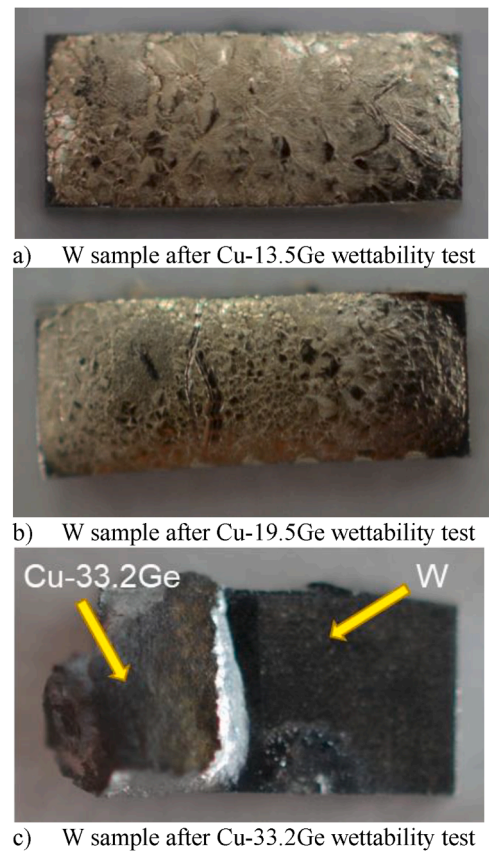 a) W sample after Cu-13.5Ge wettability test
b) W sample after Cu-19.5Ge wettability test
Cu-33.2Ge W
c) W sample after Cu-33.2Ge wettability test